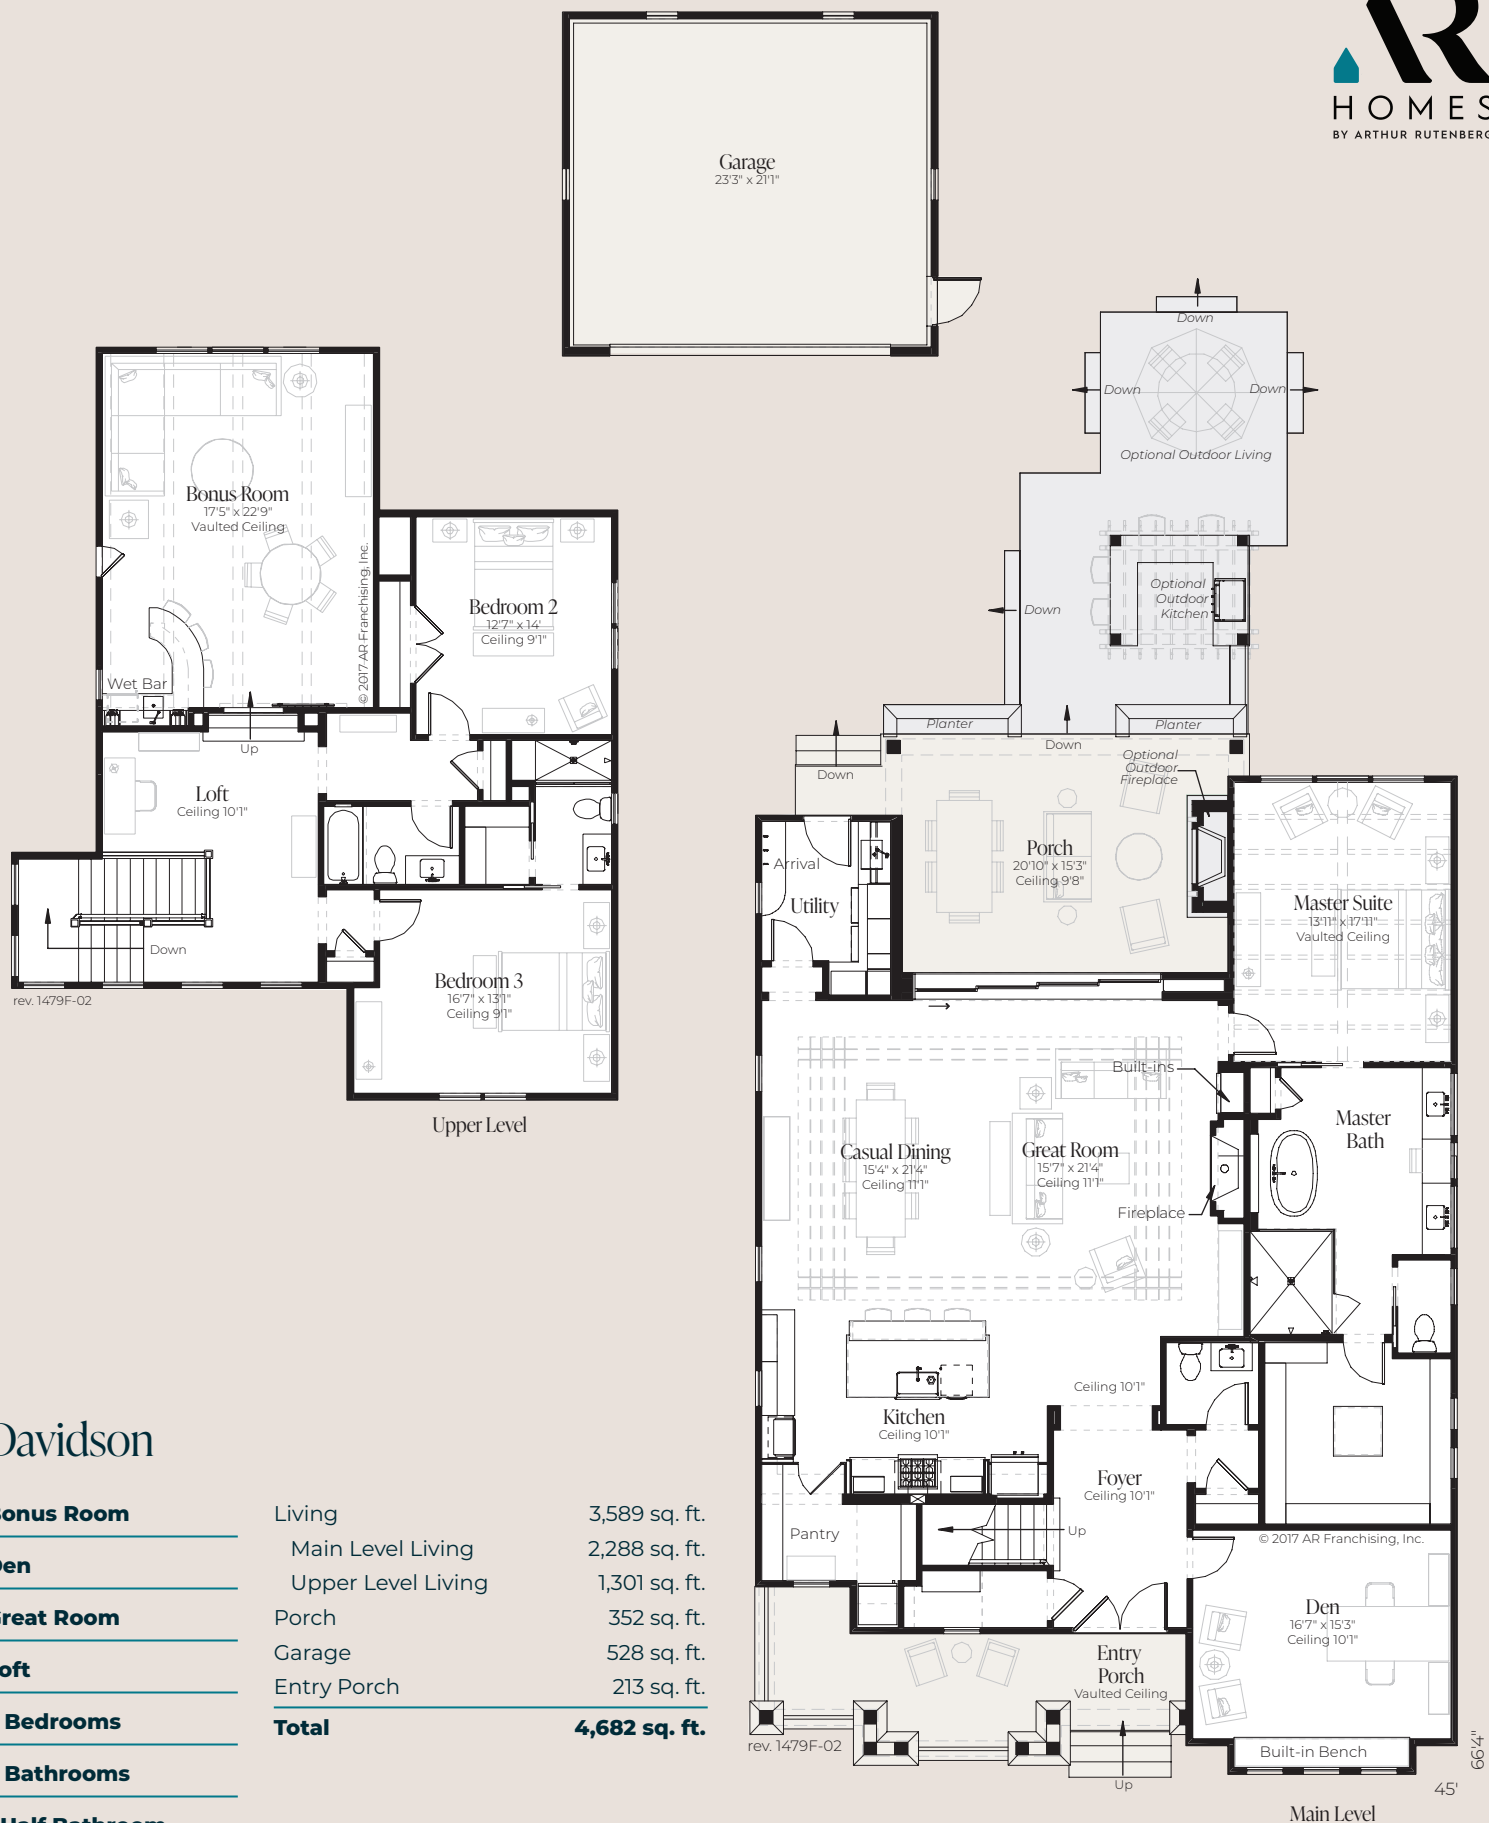 HOMES
BY ARTHUR RUTENBERG
Garage
23'3" x 21'1"
Down
Down
Down
Optional Outdoor Living
Optional
Outdoor
Kitchen
Down
Planter
Planter
Down
Down
Optional
Outdoor
Fireplace
Bonus Room
17'5" x 22'9"
Vaulted Ceiling
© 2017 AR Franchising, Inc.
Wet Bar
Up
Bedroom 2
12'7" x 14'
Ceiling 9'1"
Loft
Ceiling 10'1"
Down
rev. 1479F-02
Bedroom 3
16'7" x 13'1"
Ceiling 9'1"
Upper Level
Arrival
Utility
Porch
20'10" x 15'3"
Ceiling 9'8"
Master Suite
13'11" x 17'11"
Vaulted Ceiling
Built-ins
Master
Bath
Casual Dining
15'4" x 21'4"
Ceiling 11'1"
Great Room
15'7" x 21'4"
Ceiling 11'1"
Fireplace
Ceiling 10'1"
Kitchen
Ceiling 10'1"
Foyer
Ceiling 10'1"
Pantry
Up
© 2017 AR Franchising, Inc.
Den
16'7" x 15'3"
Ceiling 10'1"
Entry
Porch
Vaulted Ceiling
Built-in Bench
rev. 1479F-02
Up
45'
66'4"
Main Level
Davidson
Bonus Room
Den
Great Room
Loft
Bedrooms
Bathrooms
Living 3,589 sq. ft.
Main Level Living 2,288 sq. ft.
Upper Level Living 1,301 sq. ft.
Porch 352 sq. ft.
Garage 528 sq. ft.
Entry Porch 213 sq. ft.
Total 4,682 sq. ft.